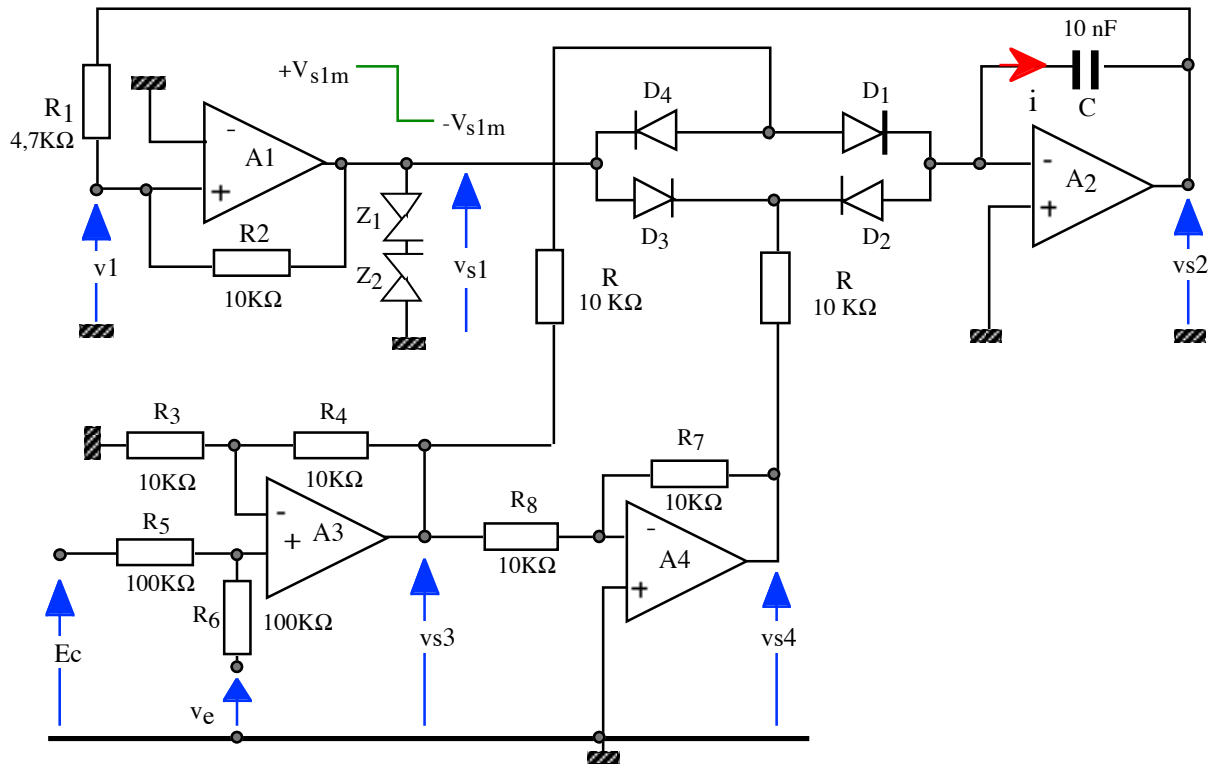 10 nF
+Vs1m
-Vs1m
D4
D1
i
C
R1
4,7KΩ
-
A1
+
-
A2
+
R2
10KΩ
Z1
Z2
v1
vs1
D3
D2
vs2
R
10 KΩ
R
10 KΩ
R3
10KΩ
R4
10KΩ
R7
10KΩ
R8
10KΩ
-
A3
+
-
A4
+
R5
100KΩ
R6
100KΩ
Ec
ve
vs3
vs4